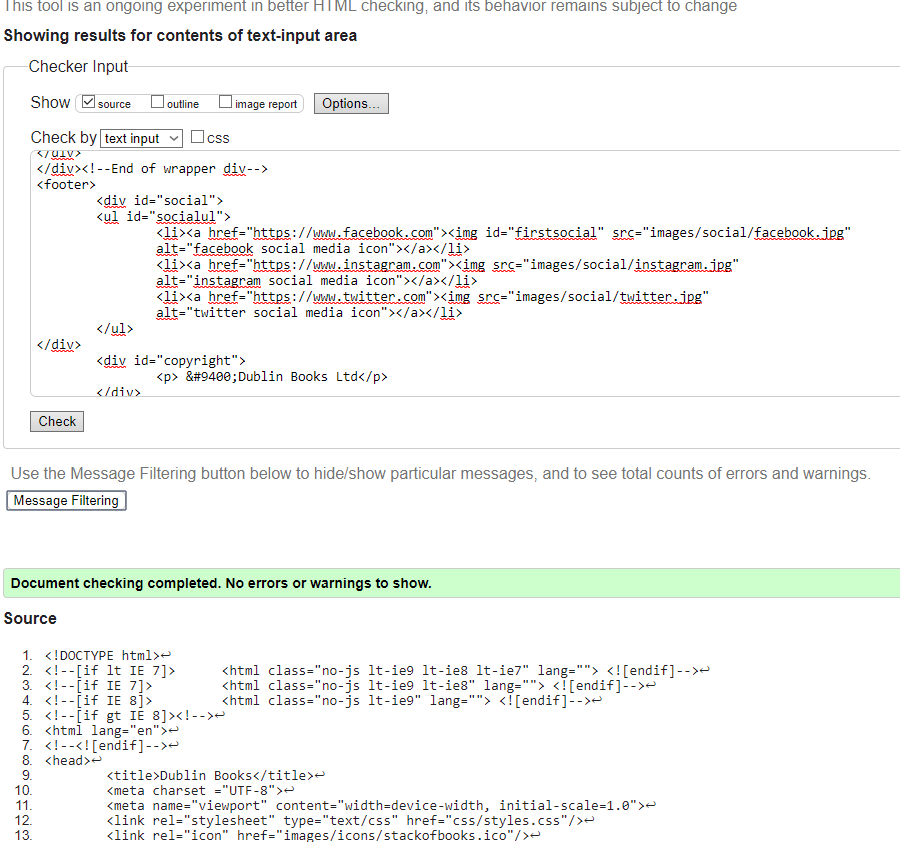 This tool is an ongoing experiment in better HTML checking, and its behavior remains subject to change
Showing results for contents of text-input area
Checker Input
Show source outline image report Options...
Check by text input css
</div>
</div><!--End of wrapper div-->
<footer>
<div id="social">
<ul id="socialul">
<li><a href="https://www.facebook.com"><img id="firstsocial" src="images/social/facebook.jpg"
alt="facebook social media icon"></a></li>
<li><a href="https://www.instagram.com"><img src="images/social/instagram.jpg"
alt="instagram social media icon"></a></li>
<li><a href="https://www.twitter.com"><img src="images/social/twitter.jpg"
alt="twitter social media icon"></a></li>
</ul>
</div>
<div id="copyright">
<p> &#9400;Dublin Books Ltd</p>
</div>
Check
Use the Message Filtering button below to hide/show particular messages, and to see total counts of errors and warnings.
Message Filtering
Document checking completed. No errors or warnings to show.
Source
1. <!DOCTYPE html>↩
2. <!--[if lt IE 7]> <html class="no-js lt-ie9 lt-ie8 lt-ie7" lang=""> <![endif]-->↩
3. <!--[if IE 7]> <html class="no-js lt-ie9 lt-ie8" lang=""> <![endif]-->↩
4. <!--[if IE 8]> <html class="no-js lt-ie9" lang=""> <![endif]-->↩
5. <!--[if gt IE 8]><!-->↩
6. <html lang="en">↩
7. <!--<![endif]-->↩
8. <head>↩
9. <title>Dublin Books</title>↩
10. <meta charset ="UTF-8">↩
11. <meta name="viewport" content="width=device-width, initial-scale=1.0">↩
12. <link rel="stylesheet" type="text/css" href="css/styles.css"/>↩
13. <link rel="icon" href="images/icons/stackofbooks.ico"/>↩